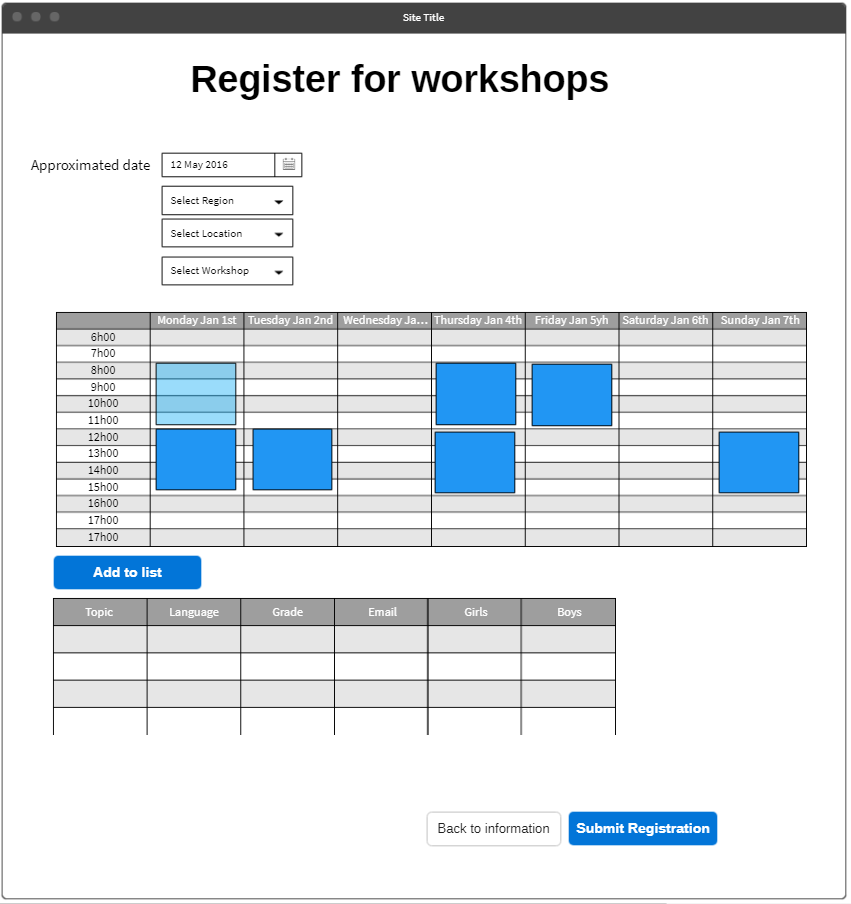 Site Title
Register for workshops
Approximated date 12 May 2016
Select Region
Select Location
Select Workshop
Monday Jan 1st Tuesday Jan 2nd Wednesday Ja... Thursday Jan 4th Friday Jan 5yh Saturday Jan 6th Sunday Jan 7th
6h00
7h00
8h00
9h00
10h00
11h00
12h00
13h00
14h00
15h00
16h00
17h00
17h00
Add to list
Topic Language Grade Email Girls Boys
Back to information Submit Registration